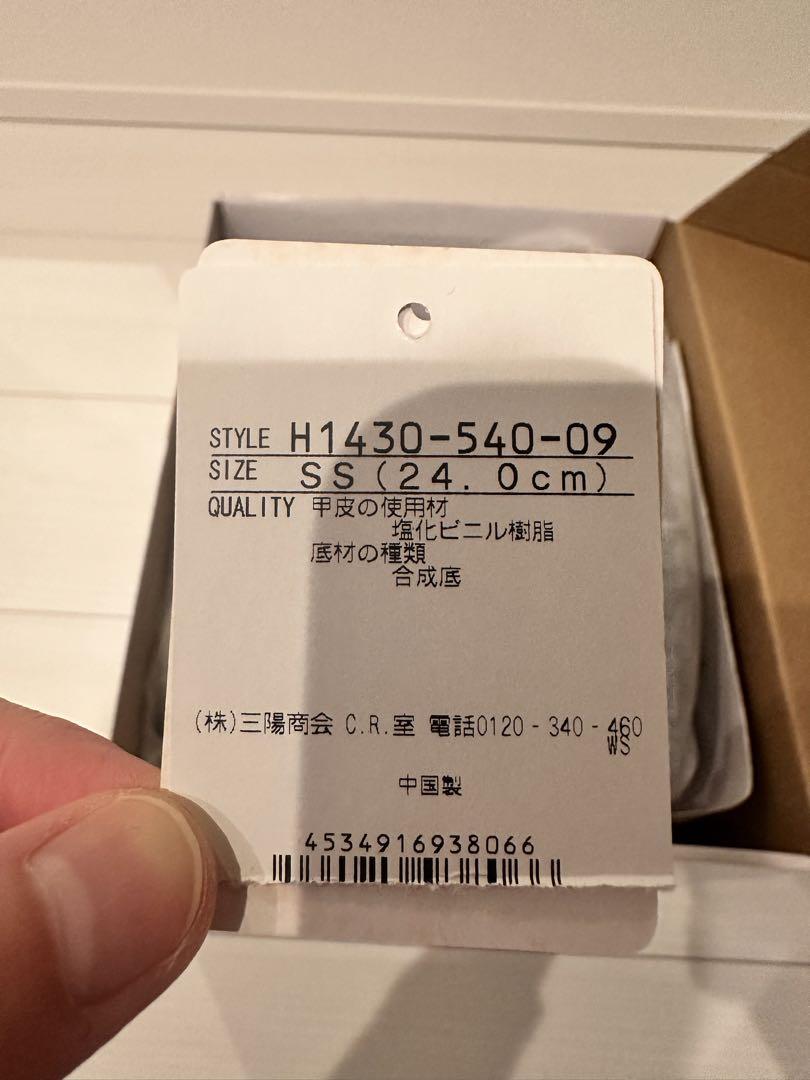 STYLE H1430-540-09
SIZE SS(24.0cm)
QUALITY 甲皮の使用材
塩化ビニル樹脂
底材の種類
合成底
(株)三陽商会 C.R.室 電話0120-340-460
WS
中国製
4534916938066